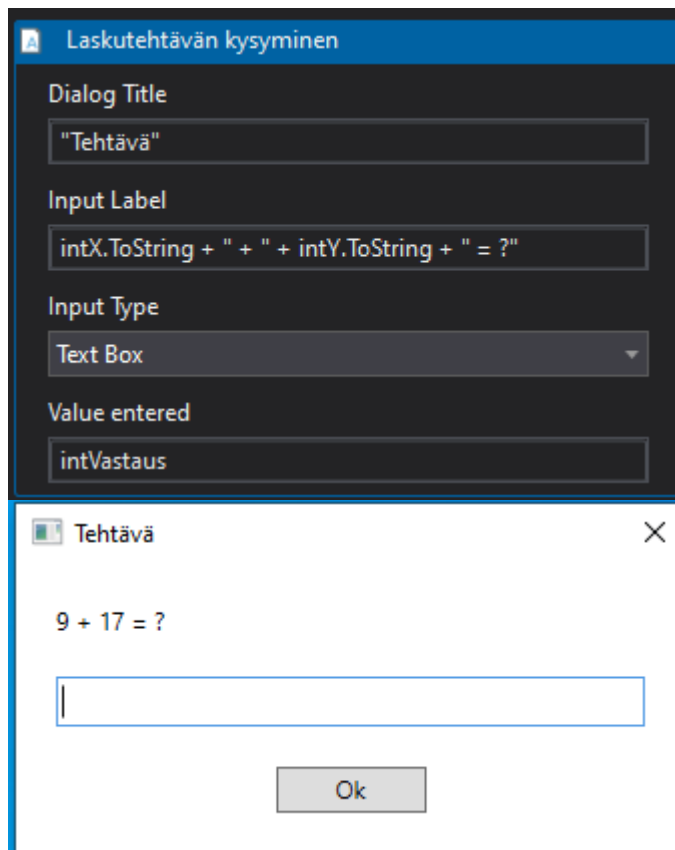 Laskutehtävän kysyminen
Dialog Title
"Tehtävä"
Input Label
intX.ToString + " + " + intY.ToString + " = ?"
Input Type
Text Box
Value entered
intVastaus
Tehtävä
9 + 17 = ?
Ok